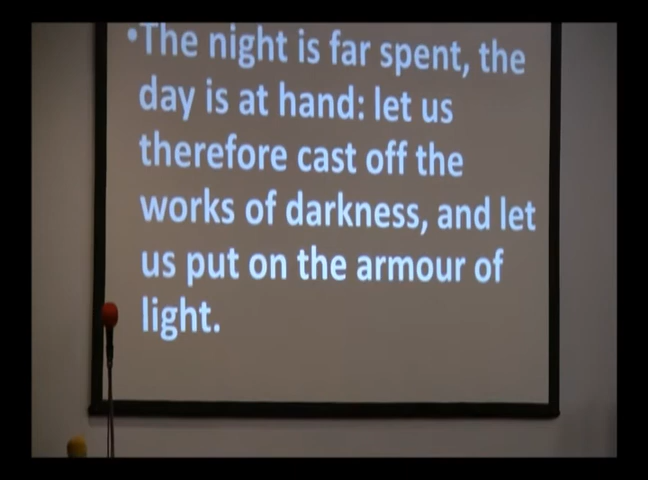 •The night is far spent, the
day is at hand: let us
therefore cast off the
works of darkness, and let
us put on the armour of
light.